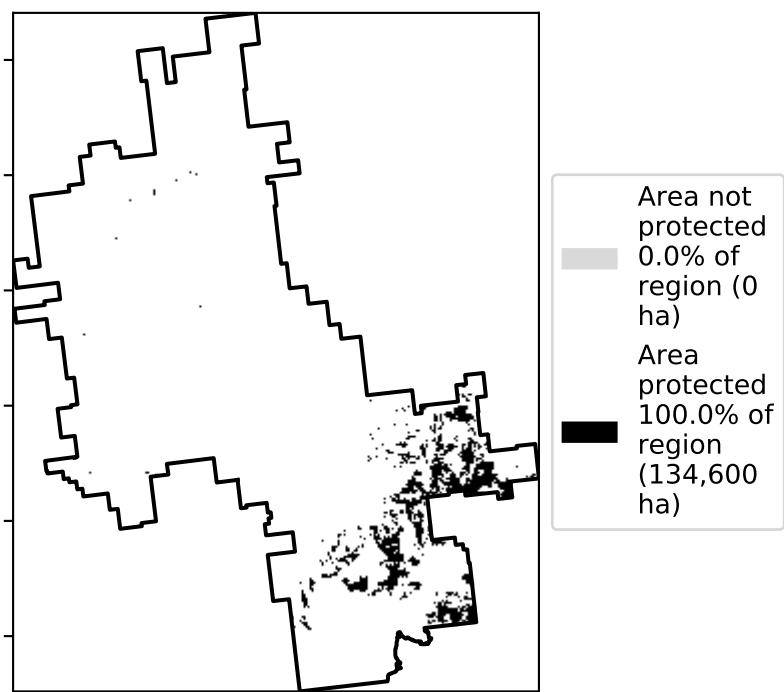 Area not
protected
0.0% of
region (0
ha)
Area
protected
100.0% of
region
(134,600
ha)